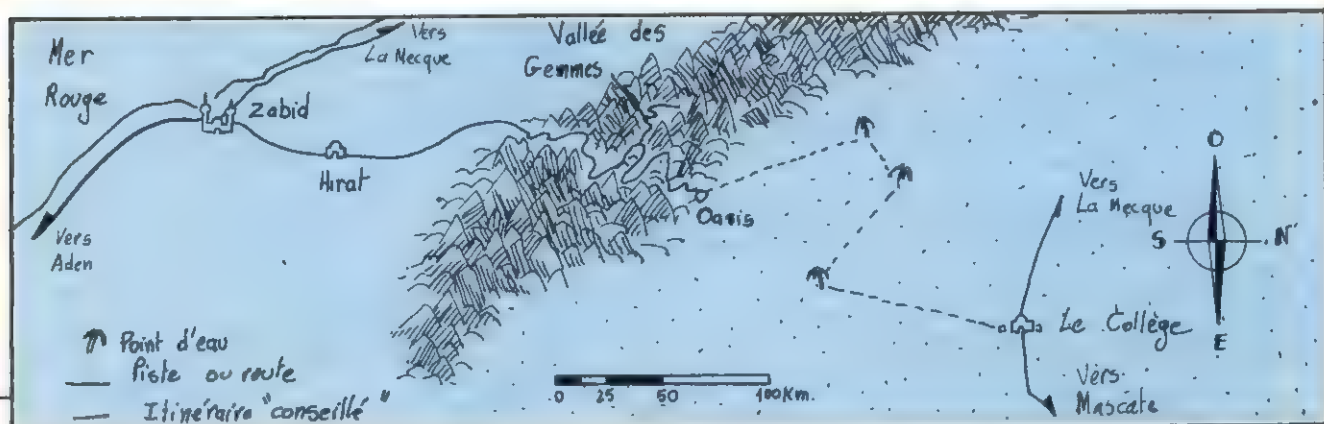 Mer
Rouge
Vers
La Mecque
Vallée des
Gemmes
Zabid
Hirat
Vers
Aden
Oasis
Vers
La Mecque
O
S
N
E
Le Collège
Vers
Mascate
Point d'eau
Piste ou route
Itinéraire "conseillé"
0 25 50 100 Km.